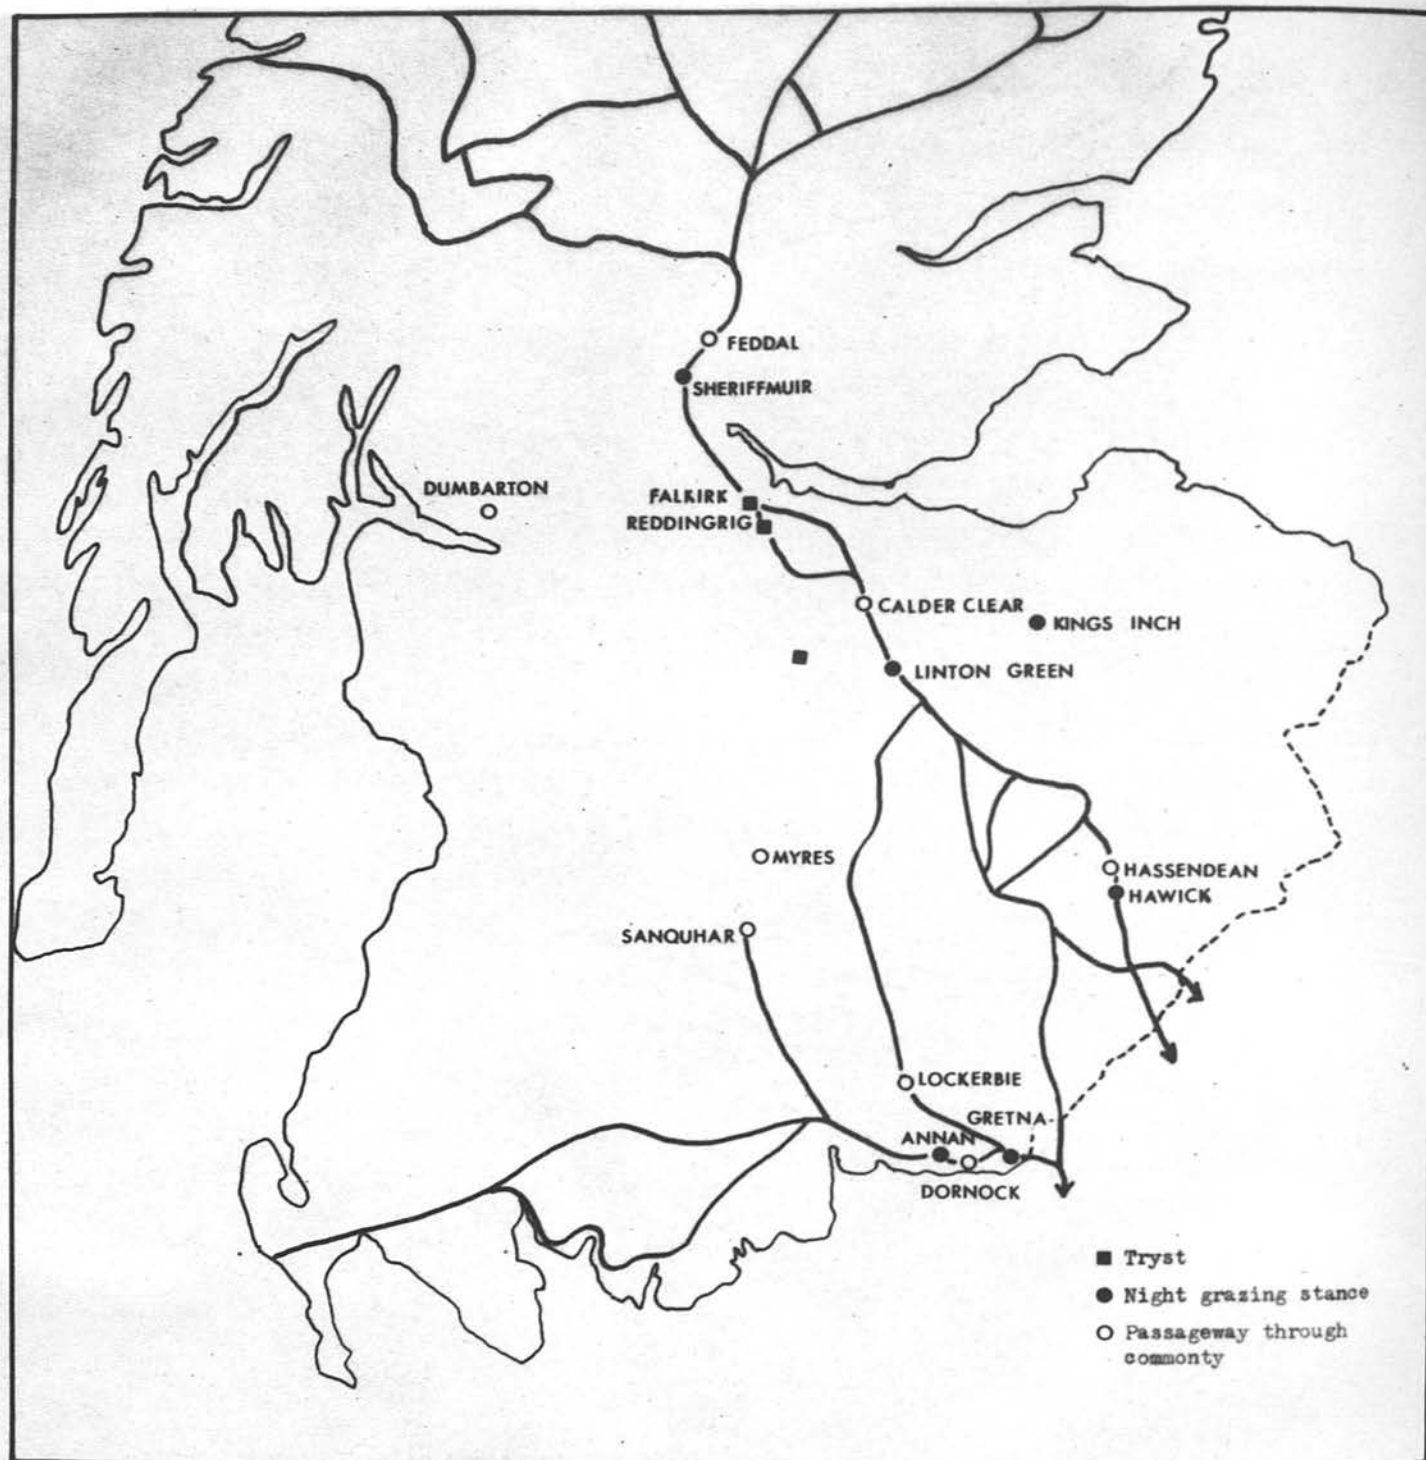 FEDDAL
SHERIFFMUIR
DUMBARTON
FALKIRK
REDDINGRIG
CALDER CLEAR
KINGS INCH
LINTON GREEN
MYRES
HASSENDEAN
HAWICK
SANQUHAR
LOCKERBIE
GRETNA
ANNAN
DORNOCK
Tryst
Night grazing stance
Passageway through
commonty